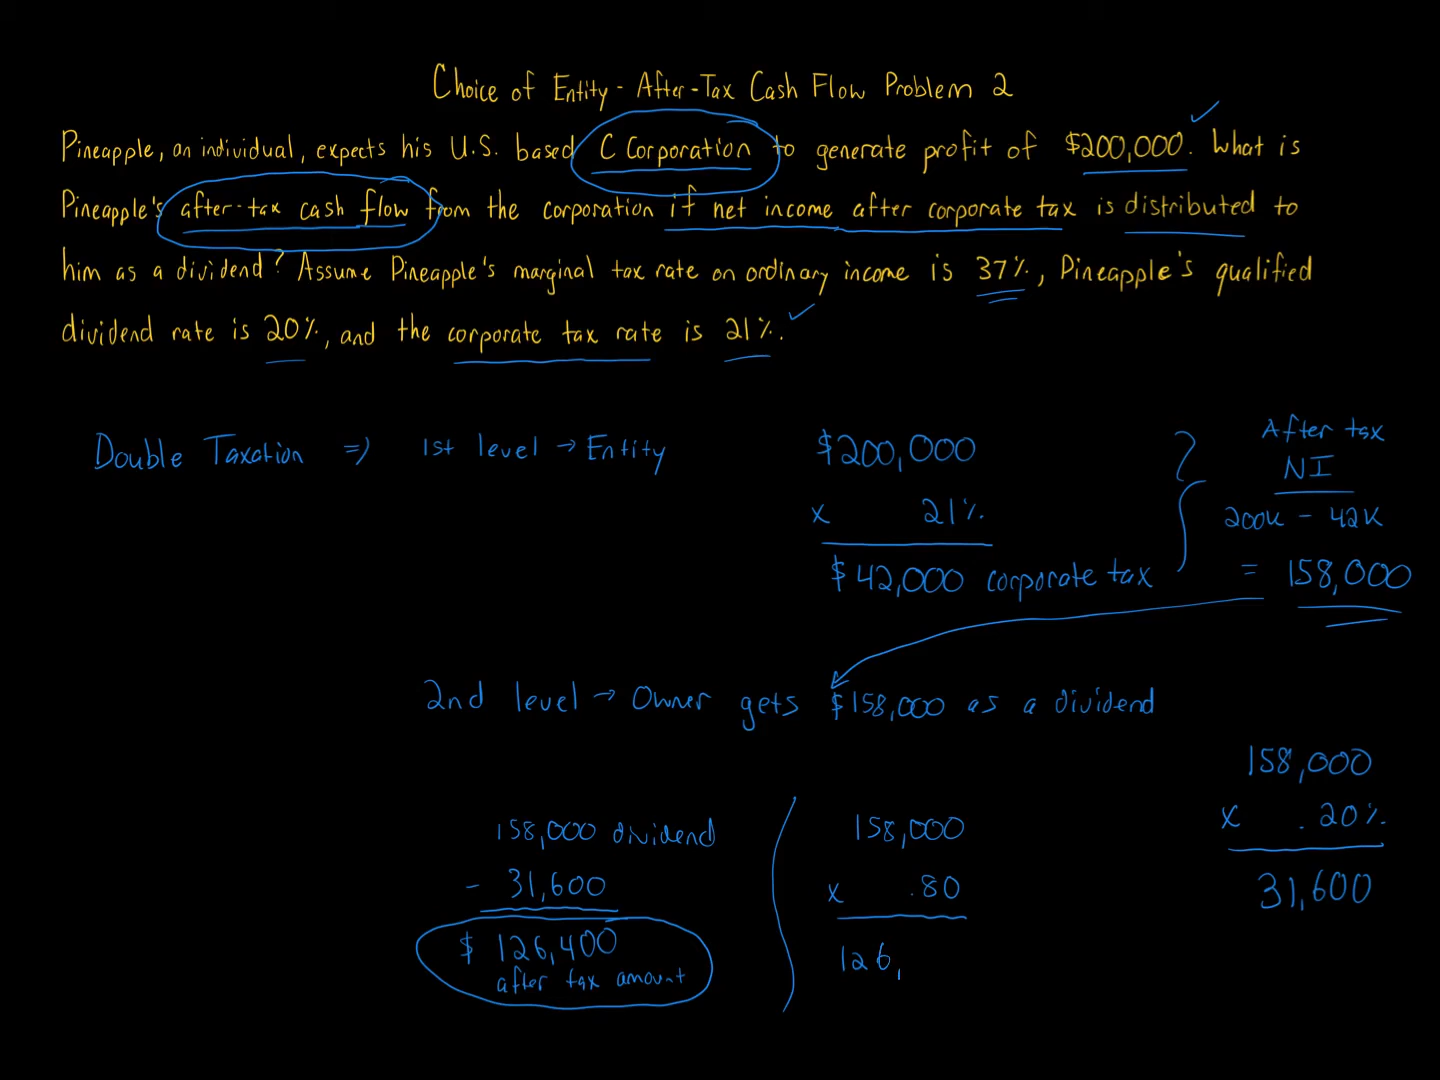 Choice of Entity - After-Tax Cash Flow Problem 2
Pineapple, an individual, expects his U.S. based C Corporation to generate profit of $200,000. What is
Pineapple's after-tax cash flow from the corporation if net income after corporate tax is distributed to
him as a dividend? Assume Pineapple's marginal tax rate on ordinary income is 37%, Pineapple's qualified
dividend rate is 20%, and the corporate tax rate is 21%.
Double Taxation => 1st level → Entity
$200,000
x 21%
$42,000 corporate tax
After tax
NI
200K - 42K
= 158,000
2nd level → Owner gets $158,000 as a dividend
158,000 dividend
- 31,600
$ 126,400
after tax amount
158,000
x .80
126,
158,000
x .20%
31,600